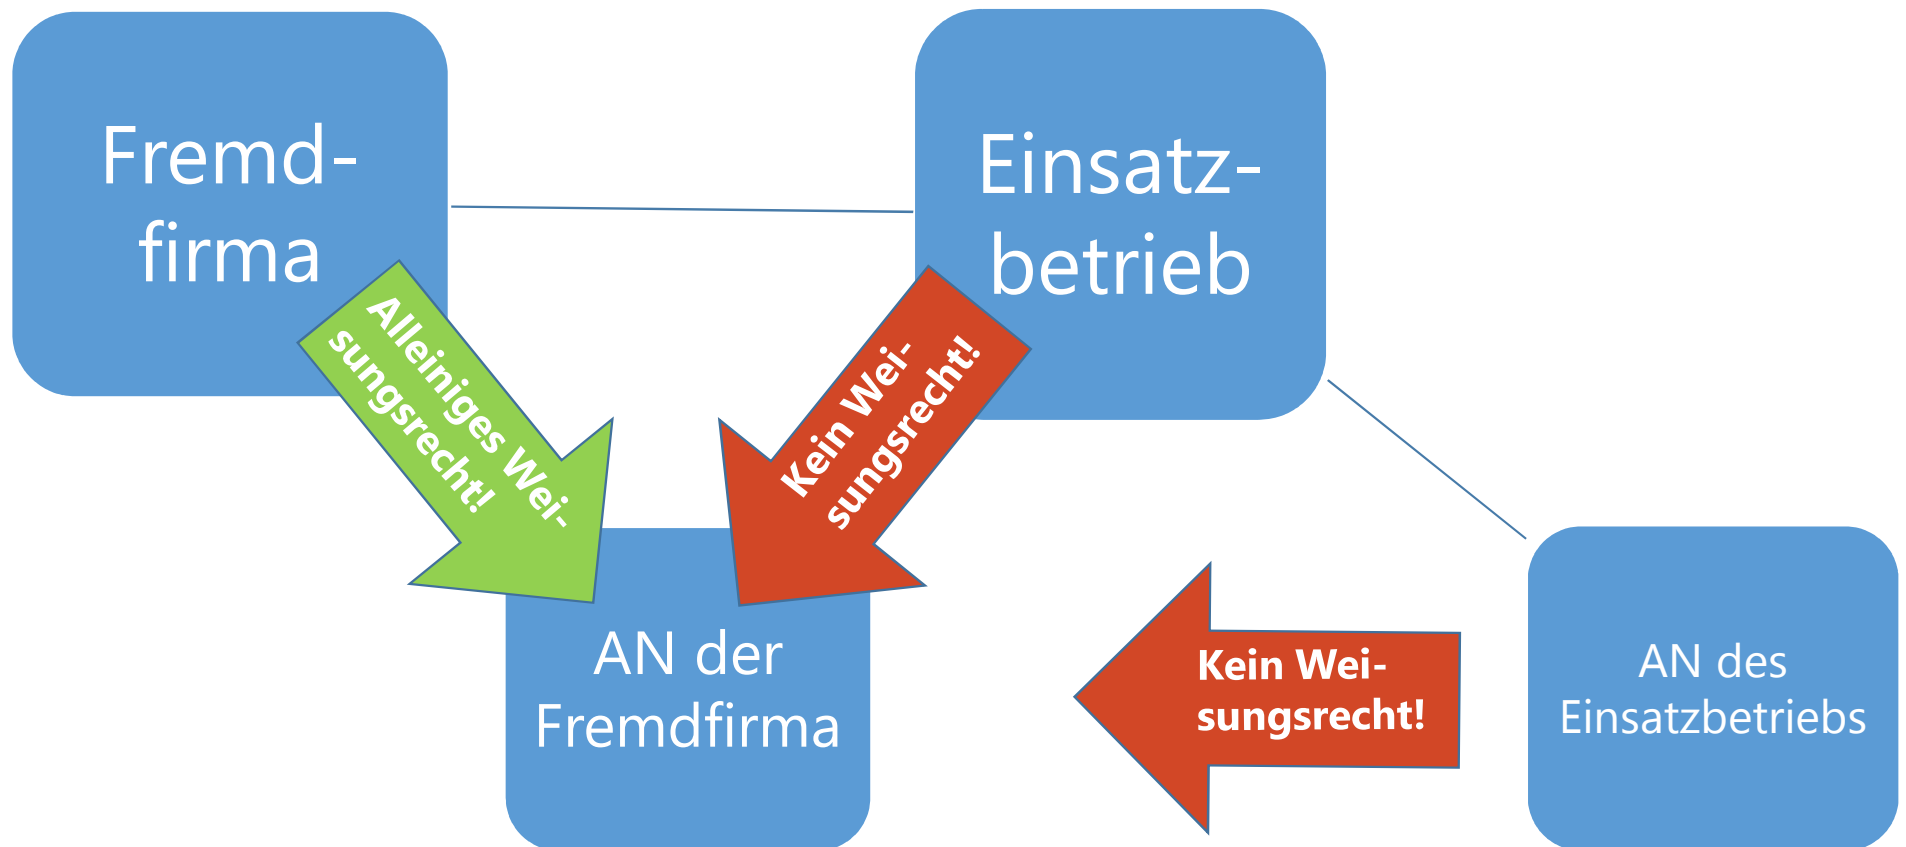 Fremd-
firma
Einsatz-
betrieb
Alleiniges Wei-
sungsrecht!
Kein Wei-
sungsrecht!
AN der
Fremdfirma
Kein Wei-
sungsrecht!
AN des
Einsatzbetriebs